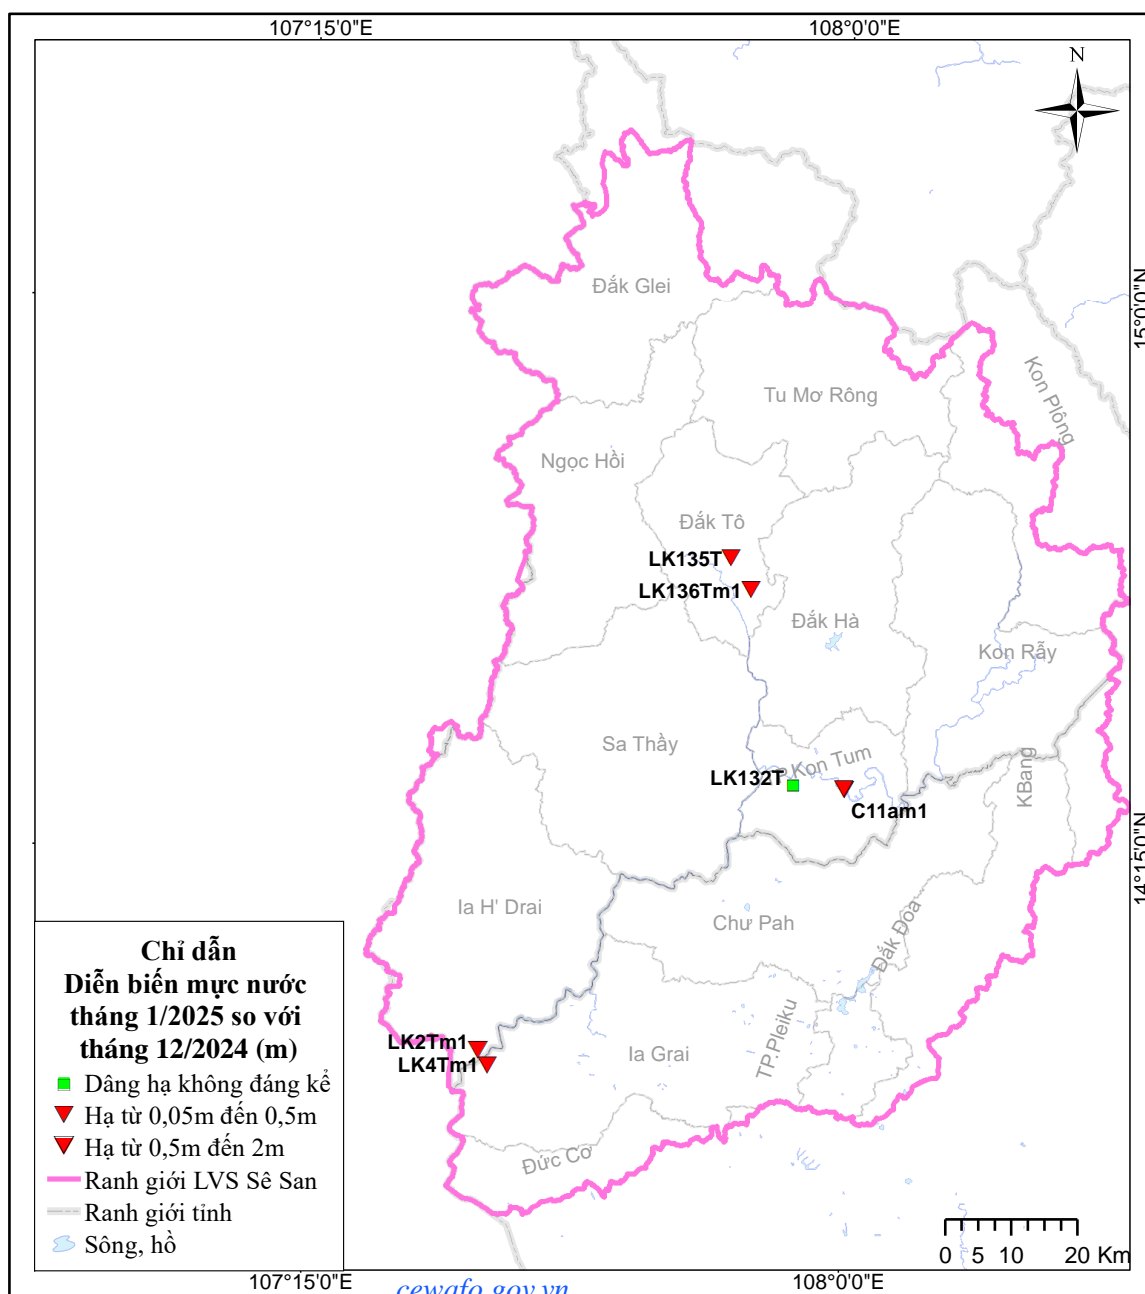 107°15'0"E
108°0'0"E
N
15°0'0"N
Đắk Glei
Kon Plông
Tu Mơ Rông
Ngọc Hồi
Đắk Tô
LK135T
LK136Tm1
Đắk Hà
Kon Rẫy
Sa Thầy
P.Kon Tum
LK132T
C11am1
KBang
14°15'0"N
Ia H' Drai
Chư Pah
Đắk Đoa
LK2Tm1
LK4Tm1
Ia Grai
TP.Pleiku
Đức Cơ
Chỉ dẫn
Diễn biến mực nước
tháng 1/2025 so với
tháng 12/2024 (m)
Dâng hạ không đáng kể
Hạ từ 0,05m đến 0,5m
Hạ từ 0,5m đến 2m
Ranh giới LVS Sê San
Ranh giới tỉnh
Sông, hồ
0 5 10 20 Km
107°15'0"E
108°0'0"E
cewafo.gov.vn